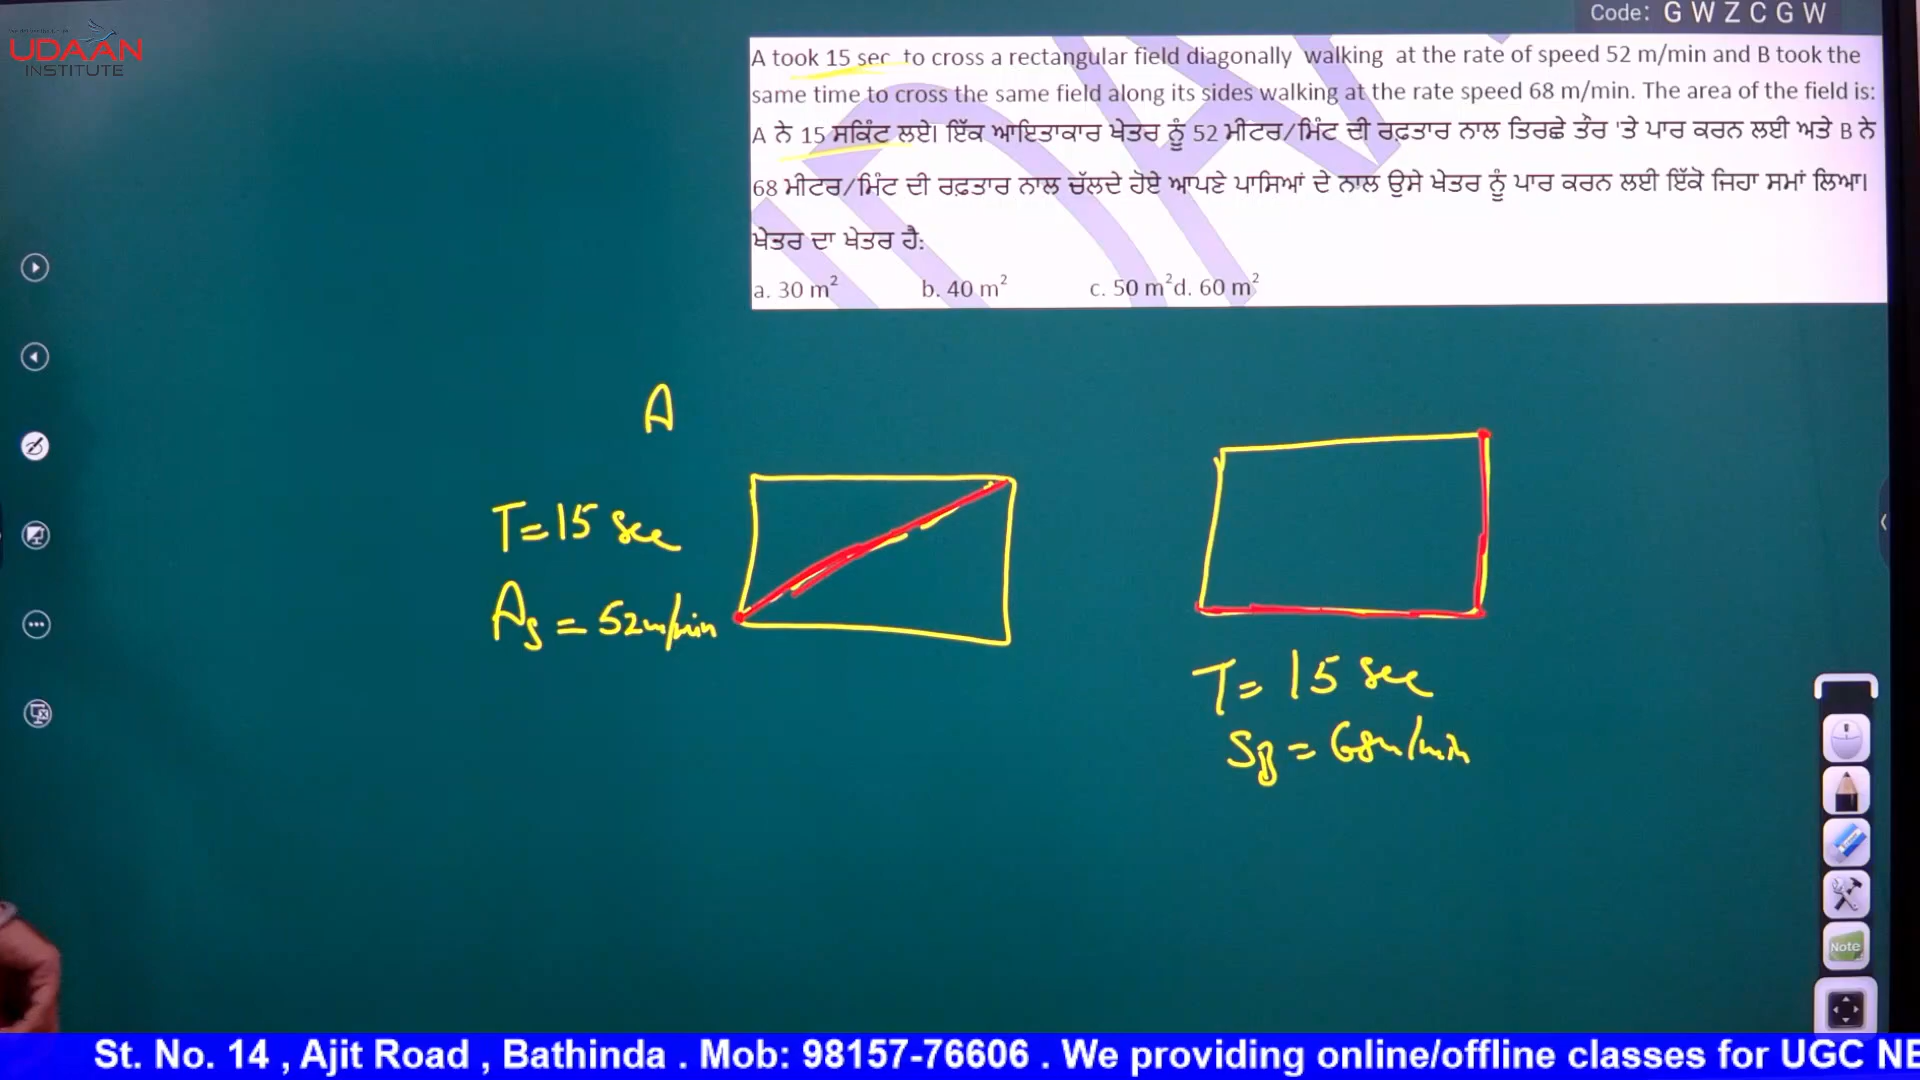 Code: G W Z C G W
UDAAN
INSTITUTE
A took 15 sec to cross a rectangular field diagonally walking at the rate of speed 52 m/min and B took the
same time to cross the same field along its sides walking at the rate speed 68 m/min. The area of the field is:
A ਨੇ 15 ਸਕਿੰਟ ਲਏ। ਇੱਕ ਆਇਤਾਕਾਰ ਖੇਤਰ ਨੂੰ 52 ਮੀਟਰ/ਮਿੰਟ ਦੀ ਰਫ਼ਤਾਰ ਨਾਲ ਤਿਰਛੇ ਤੌਰ 'ਤੇ ਪਾਰ ਕਰਨ ਲਈ ਅਤੇ B ਨੇ
68 ਮੀਟਰ/ਮਿੰਟ ਦੀ ਰਫ਼ਤਾਰ ਨਾਲ ਚੱਲਦੇ ਹੋਏ ਆਪਣੇ ਪਾਸਿਆਂ ਦੇ ਨਾਲ ਉਸੇ ਖੇਤਰ ਨੂੰ ਪਾਰ ਕਰਨ ਲਈ ਇੱਕੋ ਜਿਹਾ ਸਮਾਂ ਲਿਆ।
ਖੇਤਰ ਦਾ ਖੇਤਰ ਹੈ:
a. 30 m² b. 40 m² c. 50 m²d. 60 m²
A
T=15 sec
As = 52m/min
T= 15 sec
SB = 68m/min
Note
St. No. 14 , Ajit Road , Bathinda . Mob: 98157-76606 . We providing online/offline classes for UGC NE